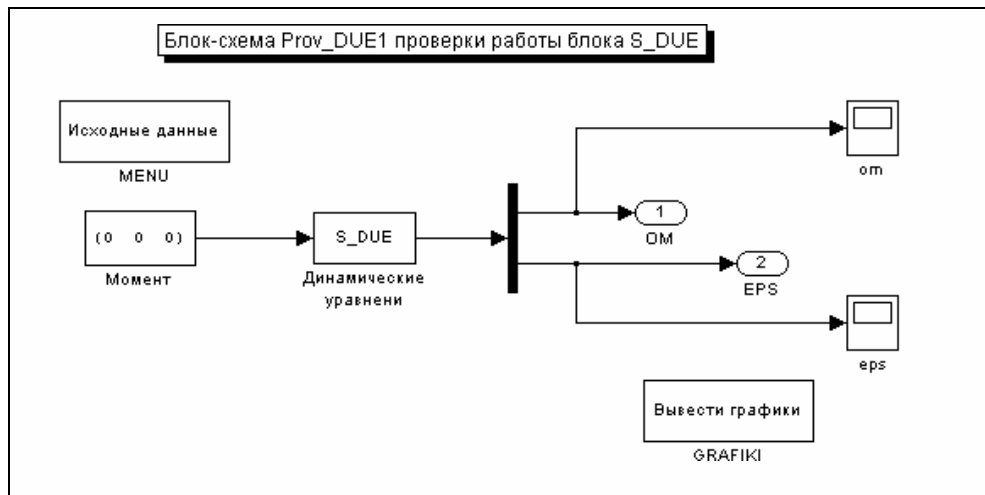 Блок-схема Prov_DUE1 проверки работы блока S_DUE
Исходные данные
MENU
om
(0 0 0)
Момент
S_DUE
Динамические
уравнени
1
OM
2
EPS
eps
Вывести графики
GRAFIKI